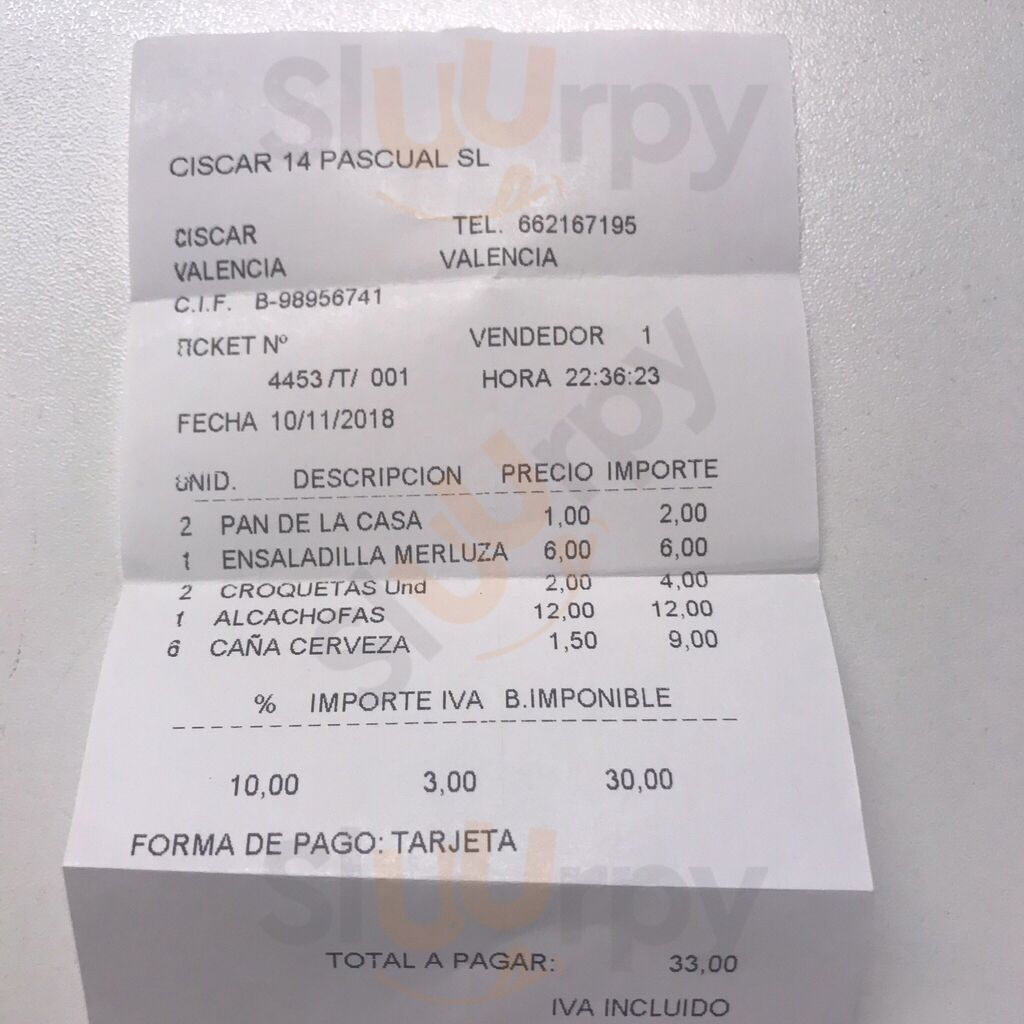 Sluurpy
CISCAR 14 PASCUAL SL
CISCAR TEL. 662167195
VALENCIA VALENCIA
C.I.F. B-98956741
TICKET Nº VENDEDOR 1
4453 /T/ 001 HORA 22:36:23
FECHA 10/11/2018
Sluurpy
UNID. DESCRIPCION PRECIO IMPORTE
2 PAN DE LA CASA 1,00 2,00
1 ENSALADILLA MERLUZA 6,00 6,00
2 CROQUETAS Und 2,00 4,00
1 ALCACHOFAS 12,00 12,00
6 CAÑA CERVEZA 1,50 9,00
% IMPORTE IVA B.IMPONIBLE
10,00 3,00 30,00
FORMA DE PAGO: TARJETA
Sluurpy
TOTAL A PAGAR: 33,00
IVA INCLUIDO